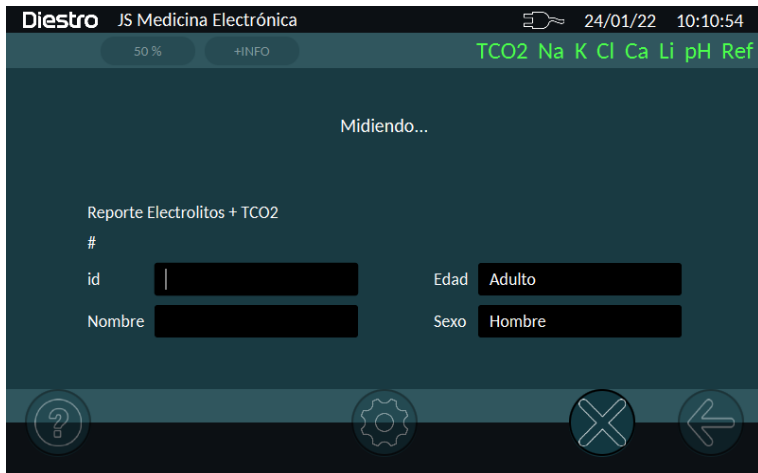 Diestro JS Medicina Electrónica 24/01/22 10:10:54
50 % +INFO TCO2 Na K Cl Ca Li pH Ref
Midiendo...
Reporte Electrolitos + TCO2
#
id Edad Adulto
Nombre Sexo Hombre
?